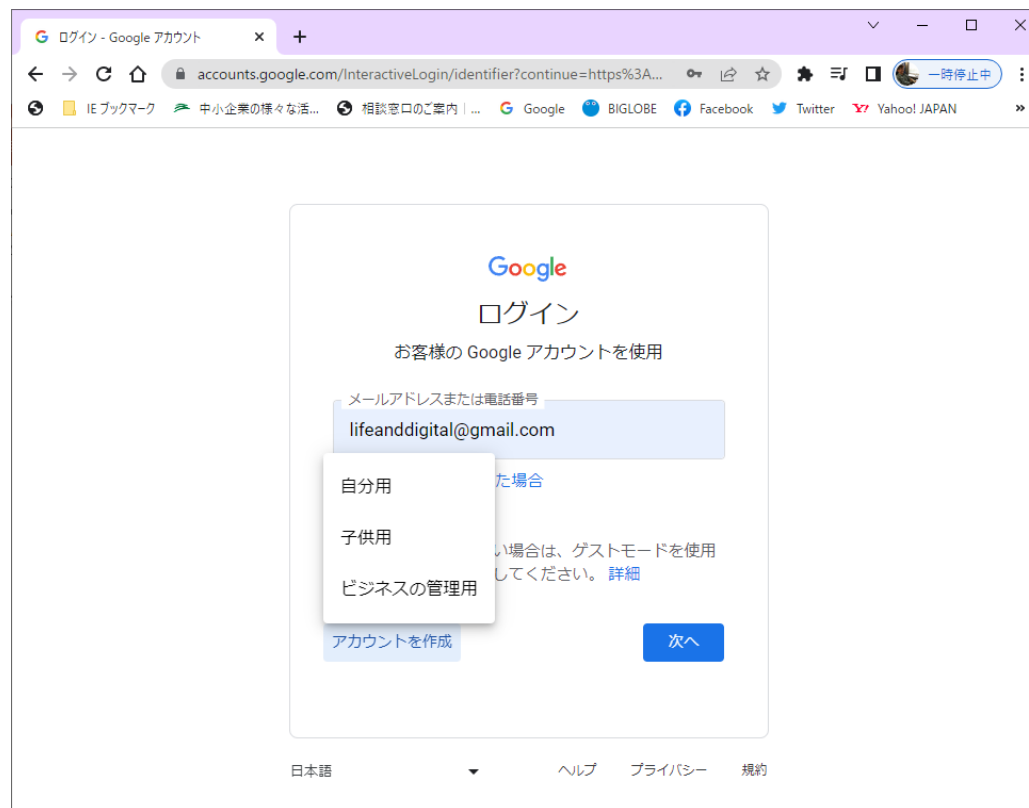 ログイン - Google アカウント
accounts.google.com/InteractiveLogin/identifier?continue=https%3A...
一時停止中
IE ブックマーク
中小企業の様々な活...
相談窓口のご案内 | ...
Google
BIGLOBE
Facebook
Twitter
Yahoo! JAPAN
Google
ログイン
お客様の Google アカウントを使用
メールアドレスまたは電話番号
lifeanddigital@gmail.com
た場合
自分用
子供用
い場合は、ゲストモードを使用
してください。 詳細
ビジネスの管理用
アカウントを作成
次へ
日本語
ヘルプ
プライバシー
規約